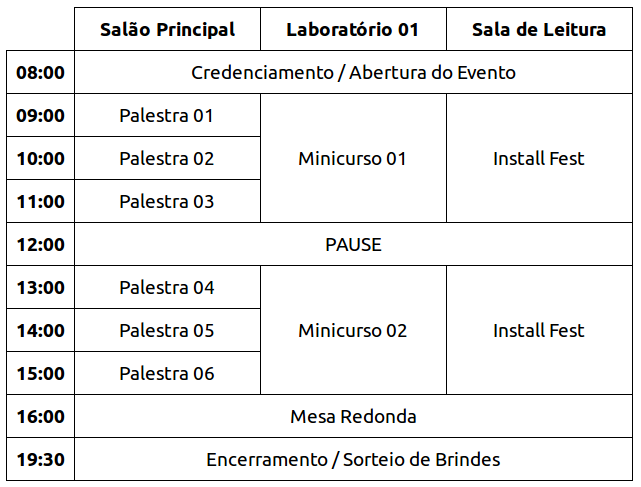 Salão Principal Laboratório 01 Sala de Leitura
08:00 Credenciamento / Abertura do Evento
09:00 Palestra 01
10:00 Palestra 02 Minicurso 01 Install Fest
11:00 Palestra 03
12:00 PAUSE
13:00 Palestra 04
14:00 Palestra 05 Minicurso 02 Install Fest
15:00 Palestra 06
16:00 Mesa Redonda
19:30 Encerramento / Sorteio de Brindes